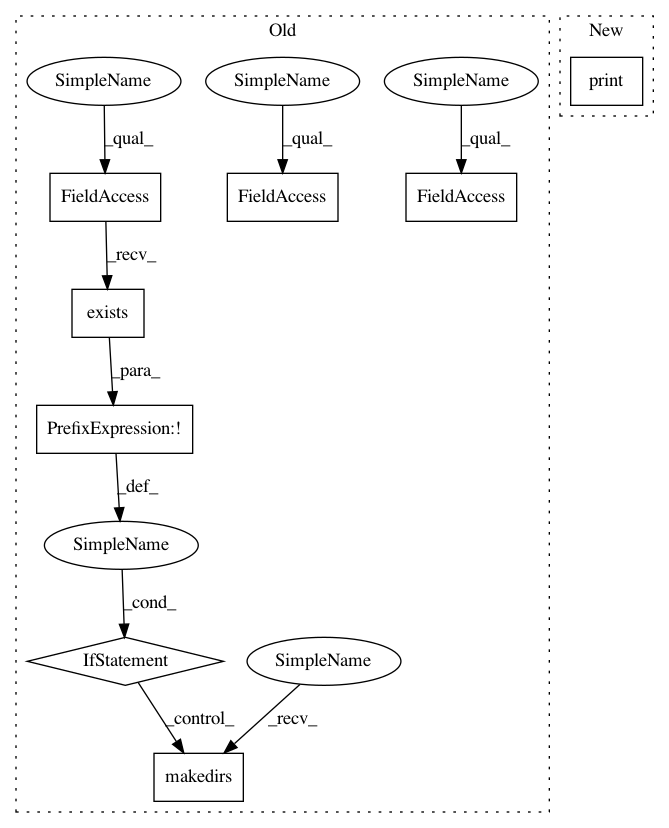 Old
New
SimpleName
SimpleName
SimpleName
print
_qual_
_qual_
_qual_
FieldAccess
FieldAccess
FieldAccess
_recv_
exists
_para_
PrefixExpression:!
_def_
SimpleName
_cond_
IfStatement
SimpleName
_control_
_recv_
makedirs